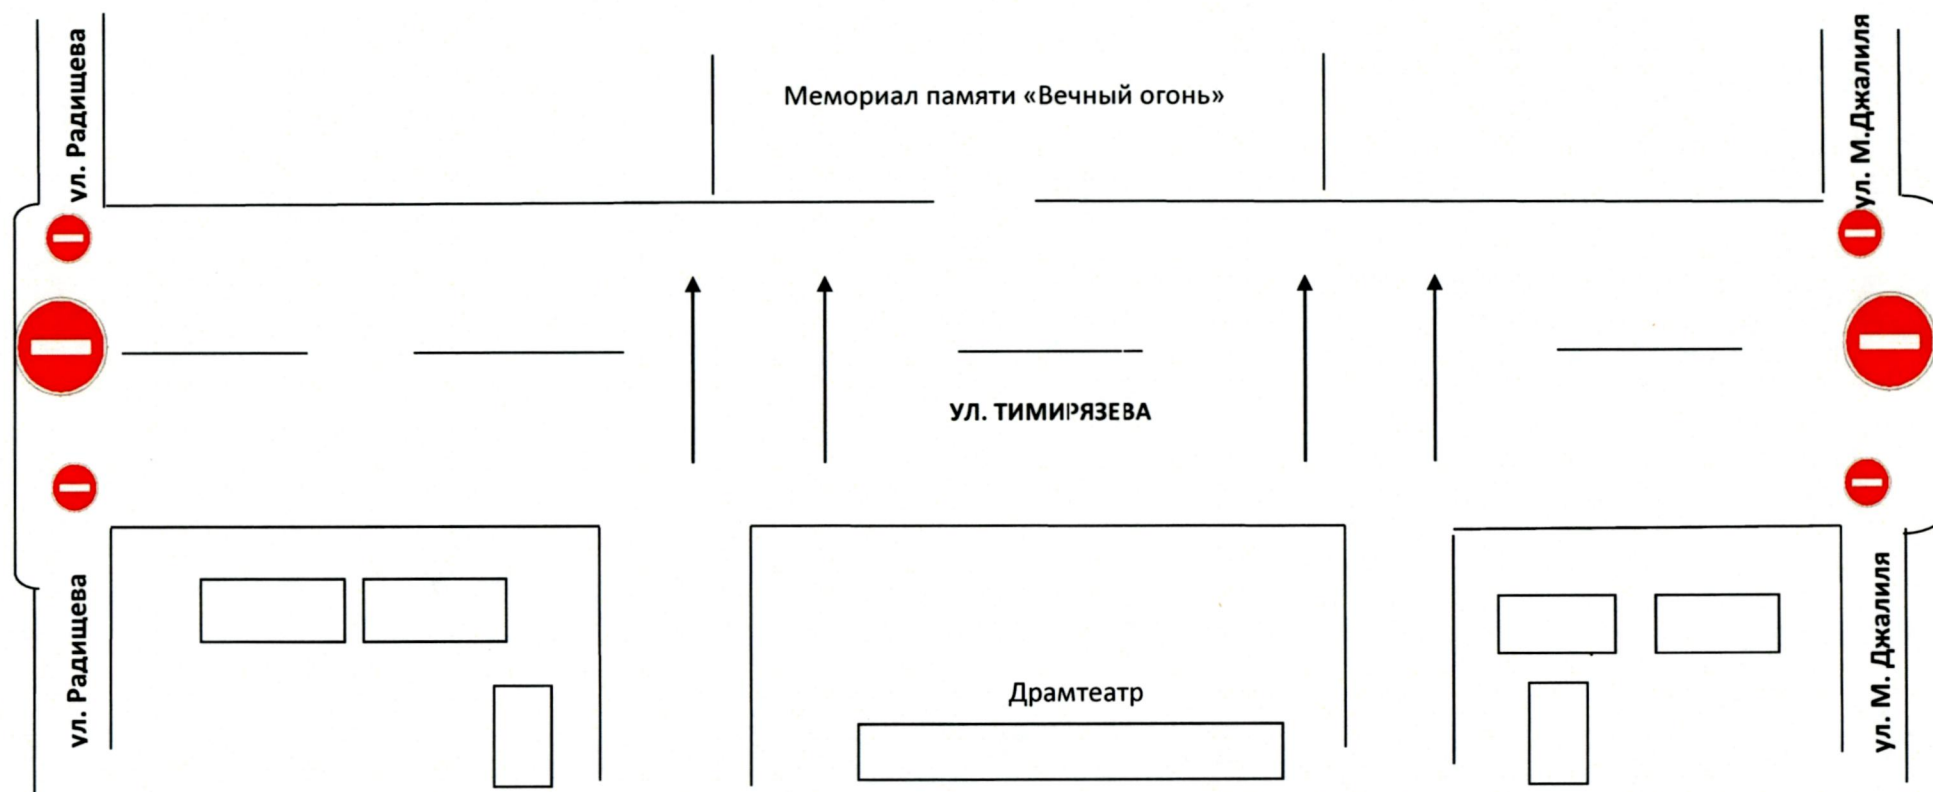 ул. Радищева
Мемориал памяти «Вечный огонь»
ул. М.Джалиля
УЛ. ТИМИРЯЗЕВА
ул. Радищева
Драмтеатр
ул. М. Джалиля